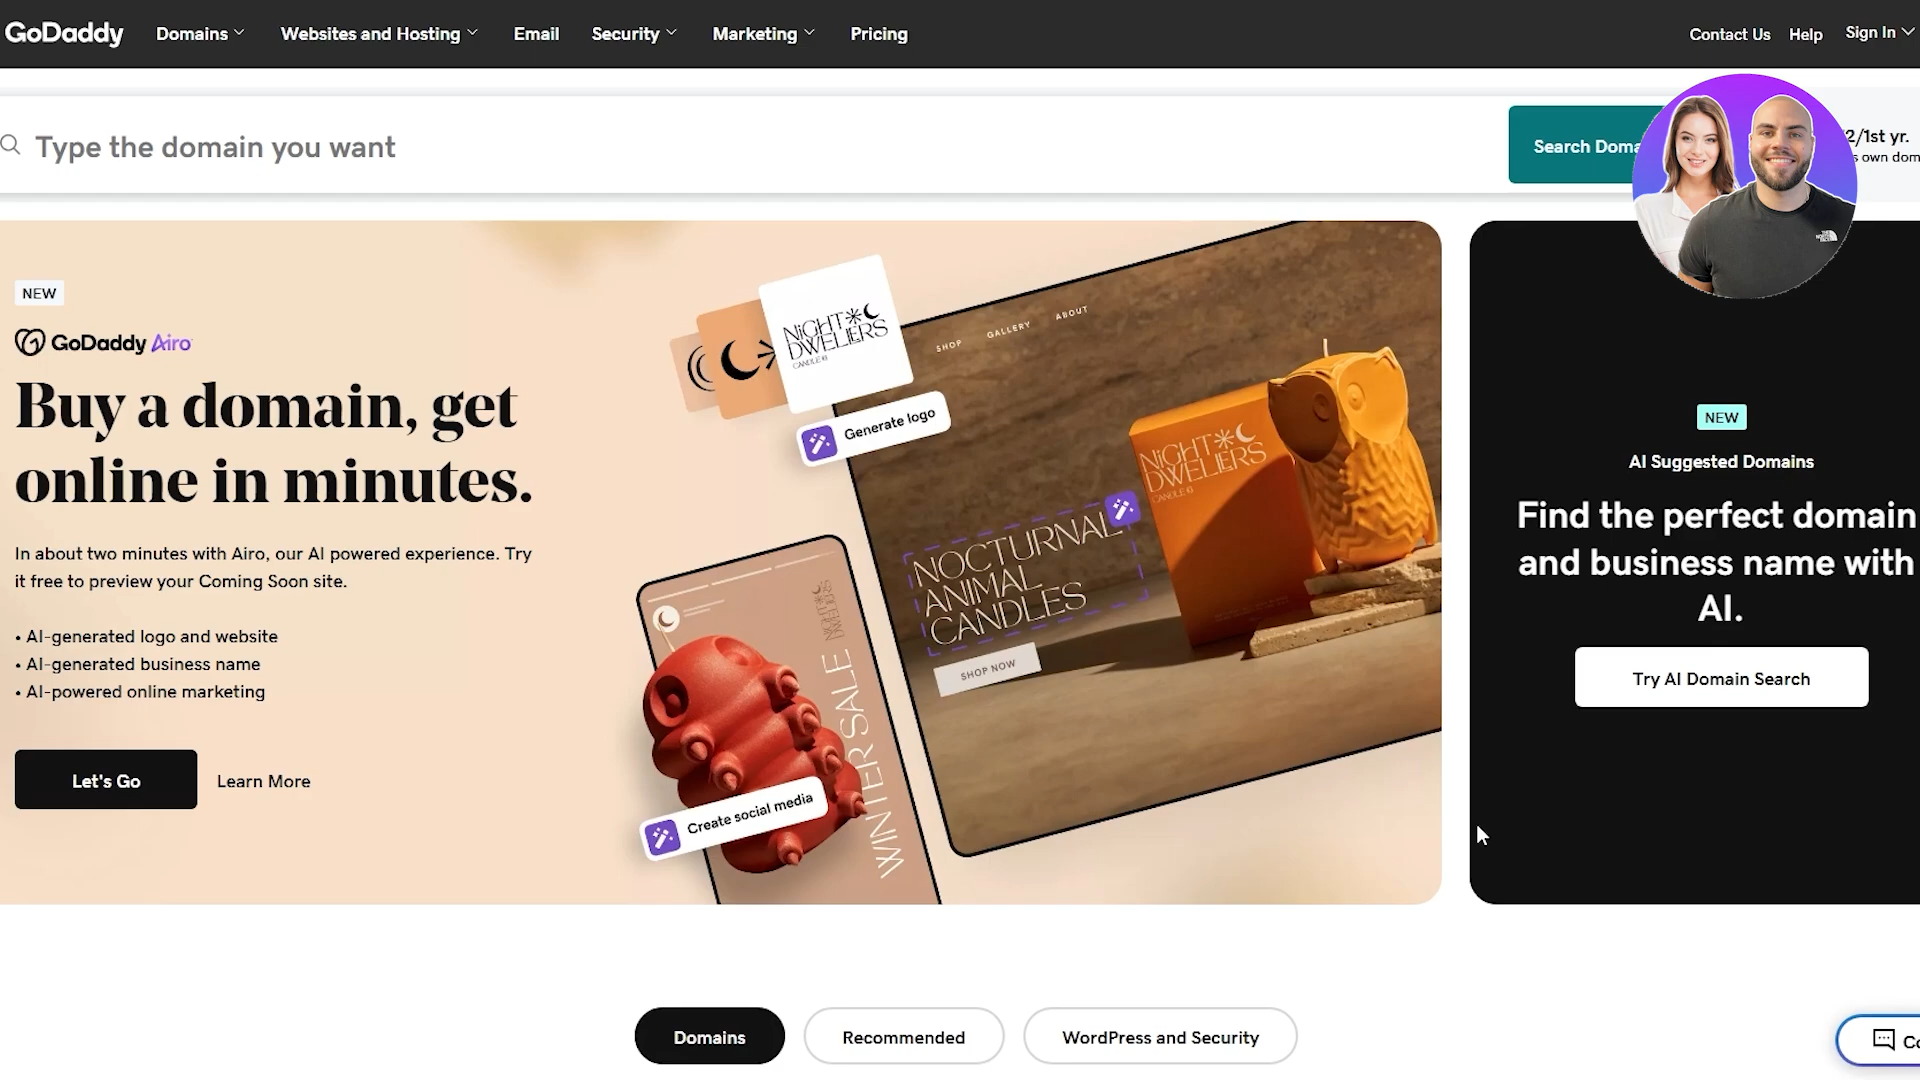 GoDaddy
Domains
Websites and Hosting
Email
Security
Marketing
Pricing
Contact Us
Help
Sign In
Type the domain you want
Search
2/1st yr.
own
NEW
GoDaddy Airo
Buy a domain, get
online in minutes.
In about two minutes with Airo, our AI powered experience. Try
it free to preview your Coming Soon site.
• AI-generated logo and website
• AI-generated business name
• AI-powered online marketing
Let's Go
Learn More
NIGHT
DWELLERS
CANDLE
Generate logo
SHOP
GALLERY
ABOUT
NIGHT
DWELLERS
CANDLE
NOCTURNAL
ANIMAL
CANDLES
SHOP NOW
NIGHT
DWELLERS
WINTER SALE
Create social media
NEW
AI Suggested Domains
Find the perfect domain
and business name with
AI.
Try AI Domain Search
Domains
Recommended
WordPress and Security